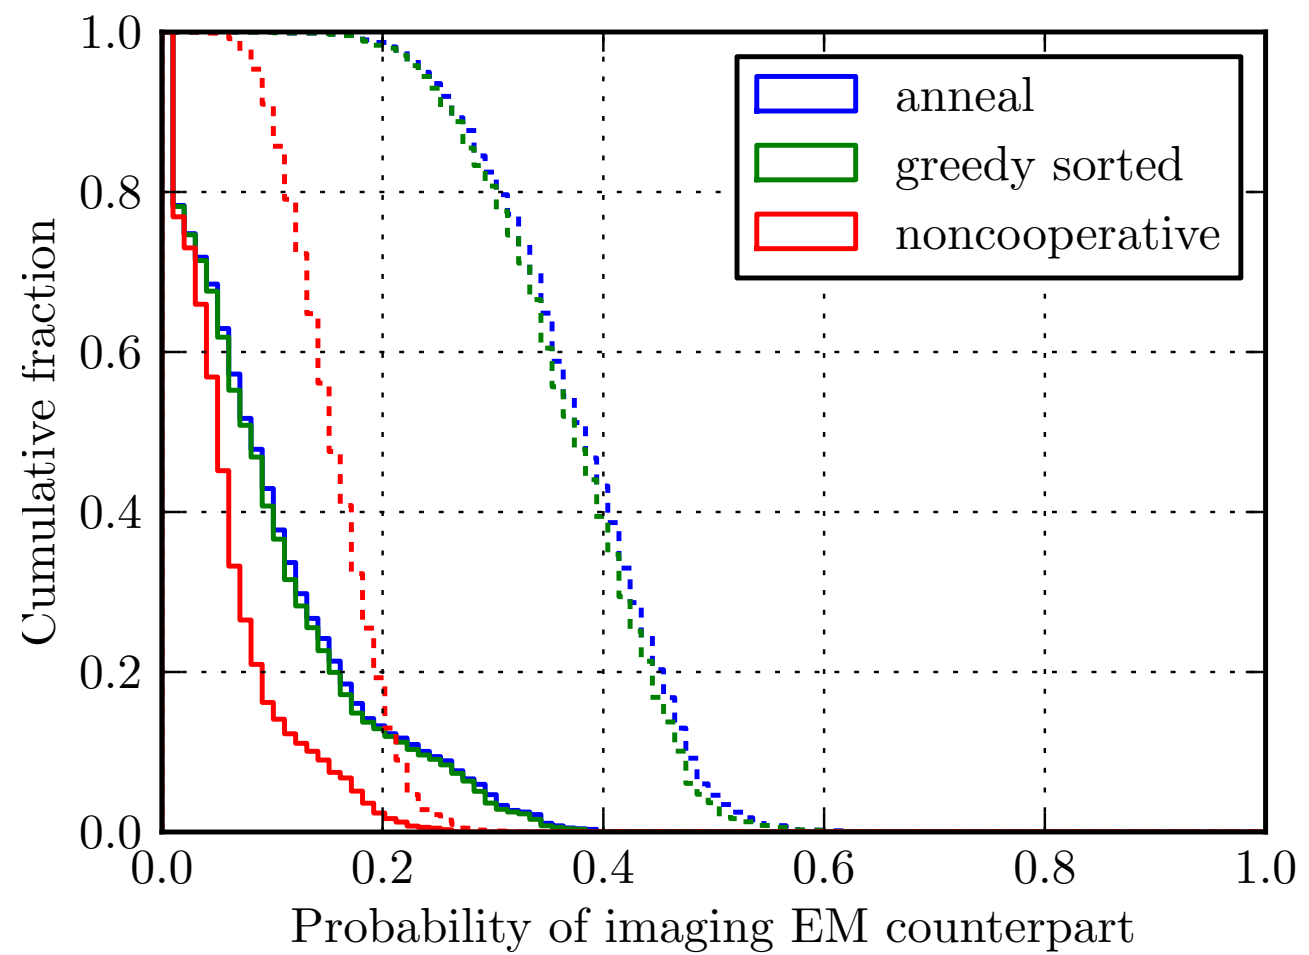 1.0
0.8
0.6
0.4
0.2
0.0
Cumulative fraction
anneal
greedy sorted
noncooperative
0.0 0.2 0.4 0.6 0.8 1.0
Probability of imaging EM counterpart